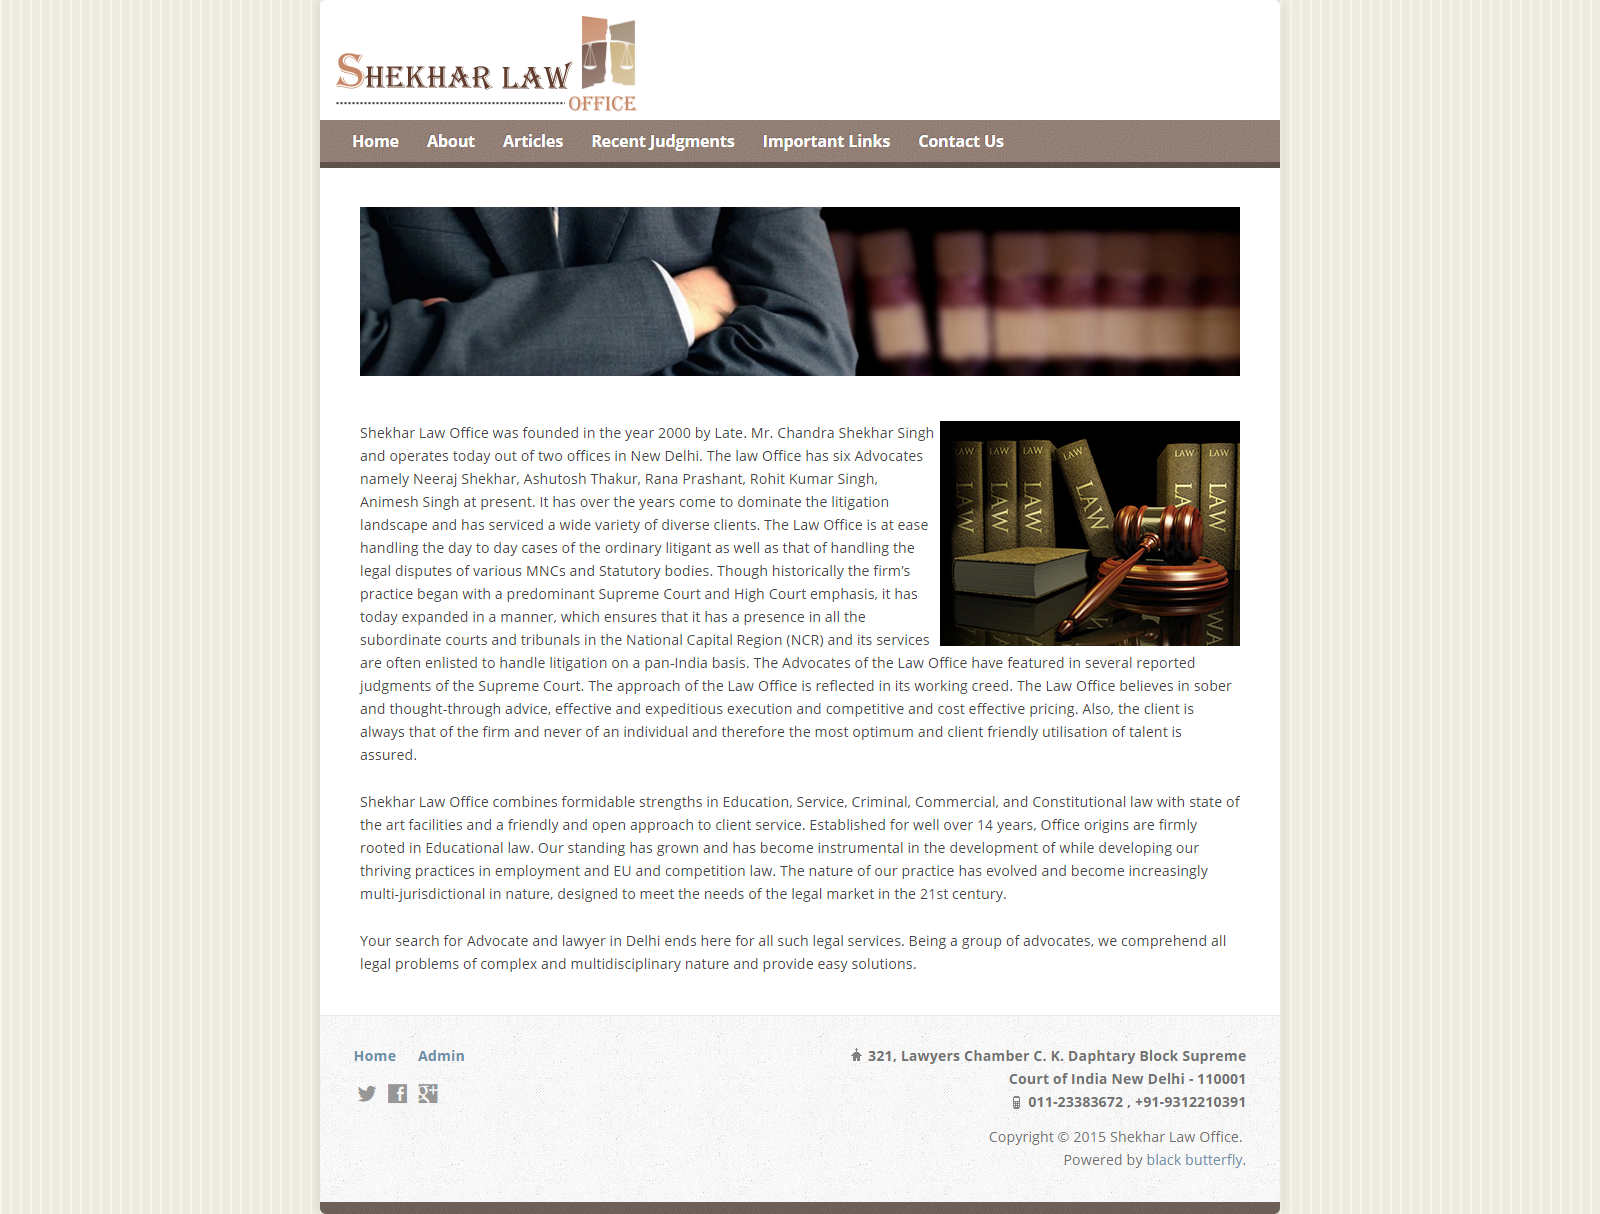 SHEKHAR LAW
OFFICE
Home About Articles Recent Judgments Important Links Contact Us
Shekhar Law Office was founded in the year 2000 by Late. Mr. Chandra Shekhar Singh
and operates today out of two offices in New Delhi. The law Office has six Advocates
namely Neeraj Shekhar, Ashutosh Thakur, Rana Prashant, Rohit Kumar Singh,
Animesh Singh at present. It has over the years come to dominate the litigation
landscape and has serviced a wide variety of diverse clients. The Law Office is at ease
handling the day to day cases of the ordinary litigant as well as that of handling the
legal disputes of various MNCs and Statutory bodies. Though historically the firm’s
practice began with a predominant Supreme Court and High Court emphasis, it has
today expanded in a manner, which ensures that it has a presence in all the
subordinate courts and tribunals in the National Capital Region (NCR) and its services
are often enlisted to handle litigation on a pan-India basis. The Advocates of the Law Office have featured in several reported
judgments of the Supreme Court. The approach of the Law Office is reflected in its working creed. The Law Office believes in sober
and thought-through advice, effective and expeditious execution and competitive and cost effective pricing. Also, the client is
always that of the firm and never of an individual and therefore the most optimum and client friendly utilisation of talent is
assured.
LAW LAW LAW LAW LAW LAW
LAW LAW LAW LAW LAW LAW
Shekhar Law Office combines formidable strengths in Education, Service, Criminal, Commercial, and Constitutional law with state of
the art facilities and a friendly and open approach to client service. Established for well over 14 years, Office origins are firmly
rooted in Educational law. Our standing has grown and has become instrumental in the development of while developing our
thriving practices in employment and EU and competition law. The nature of our practice has evolved and become increasingly
multi-jurisdictional in nature, designed to meet the needs of the legal market in the 21st century.
Your search for Advocate and lawyer in Delhi ends here for all such legal services. Being a group of advocates, we comprehend all
legal problems of complex and multidisciplinary nature and provide easy solutions.
Home Admin
321, Lawyers Chamber C. K. Daphtary Block Supreme
Court of India New Delhi - 110001
011-23383672 , +91-9312210391
Copyright © 2015 Shekhar Law Office.
Powered by black butterfly.